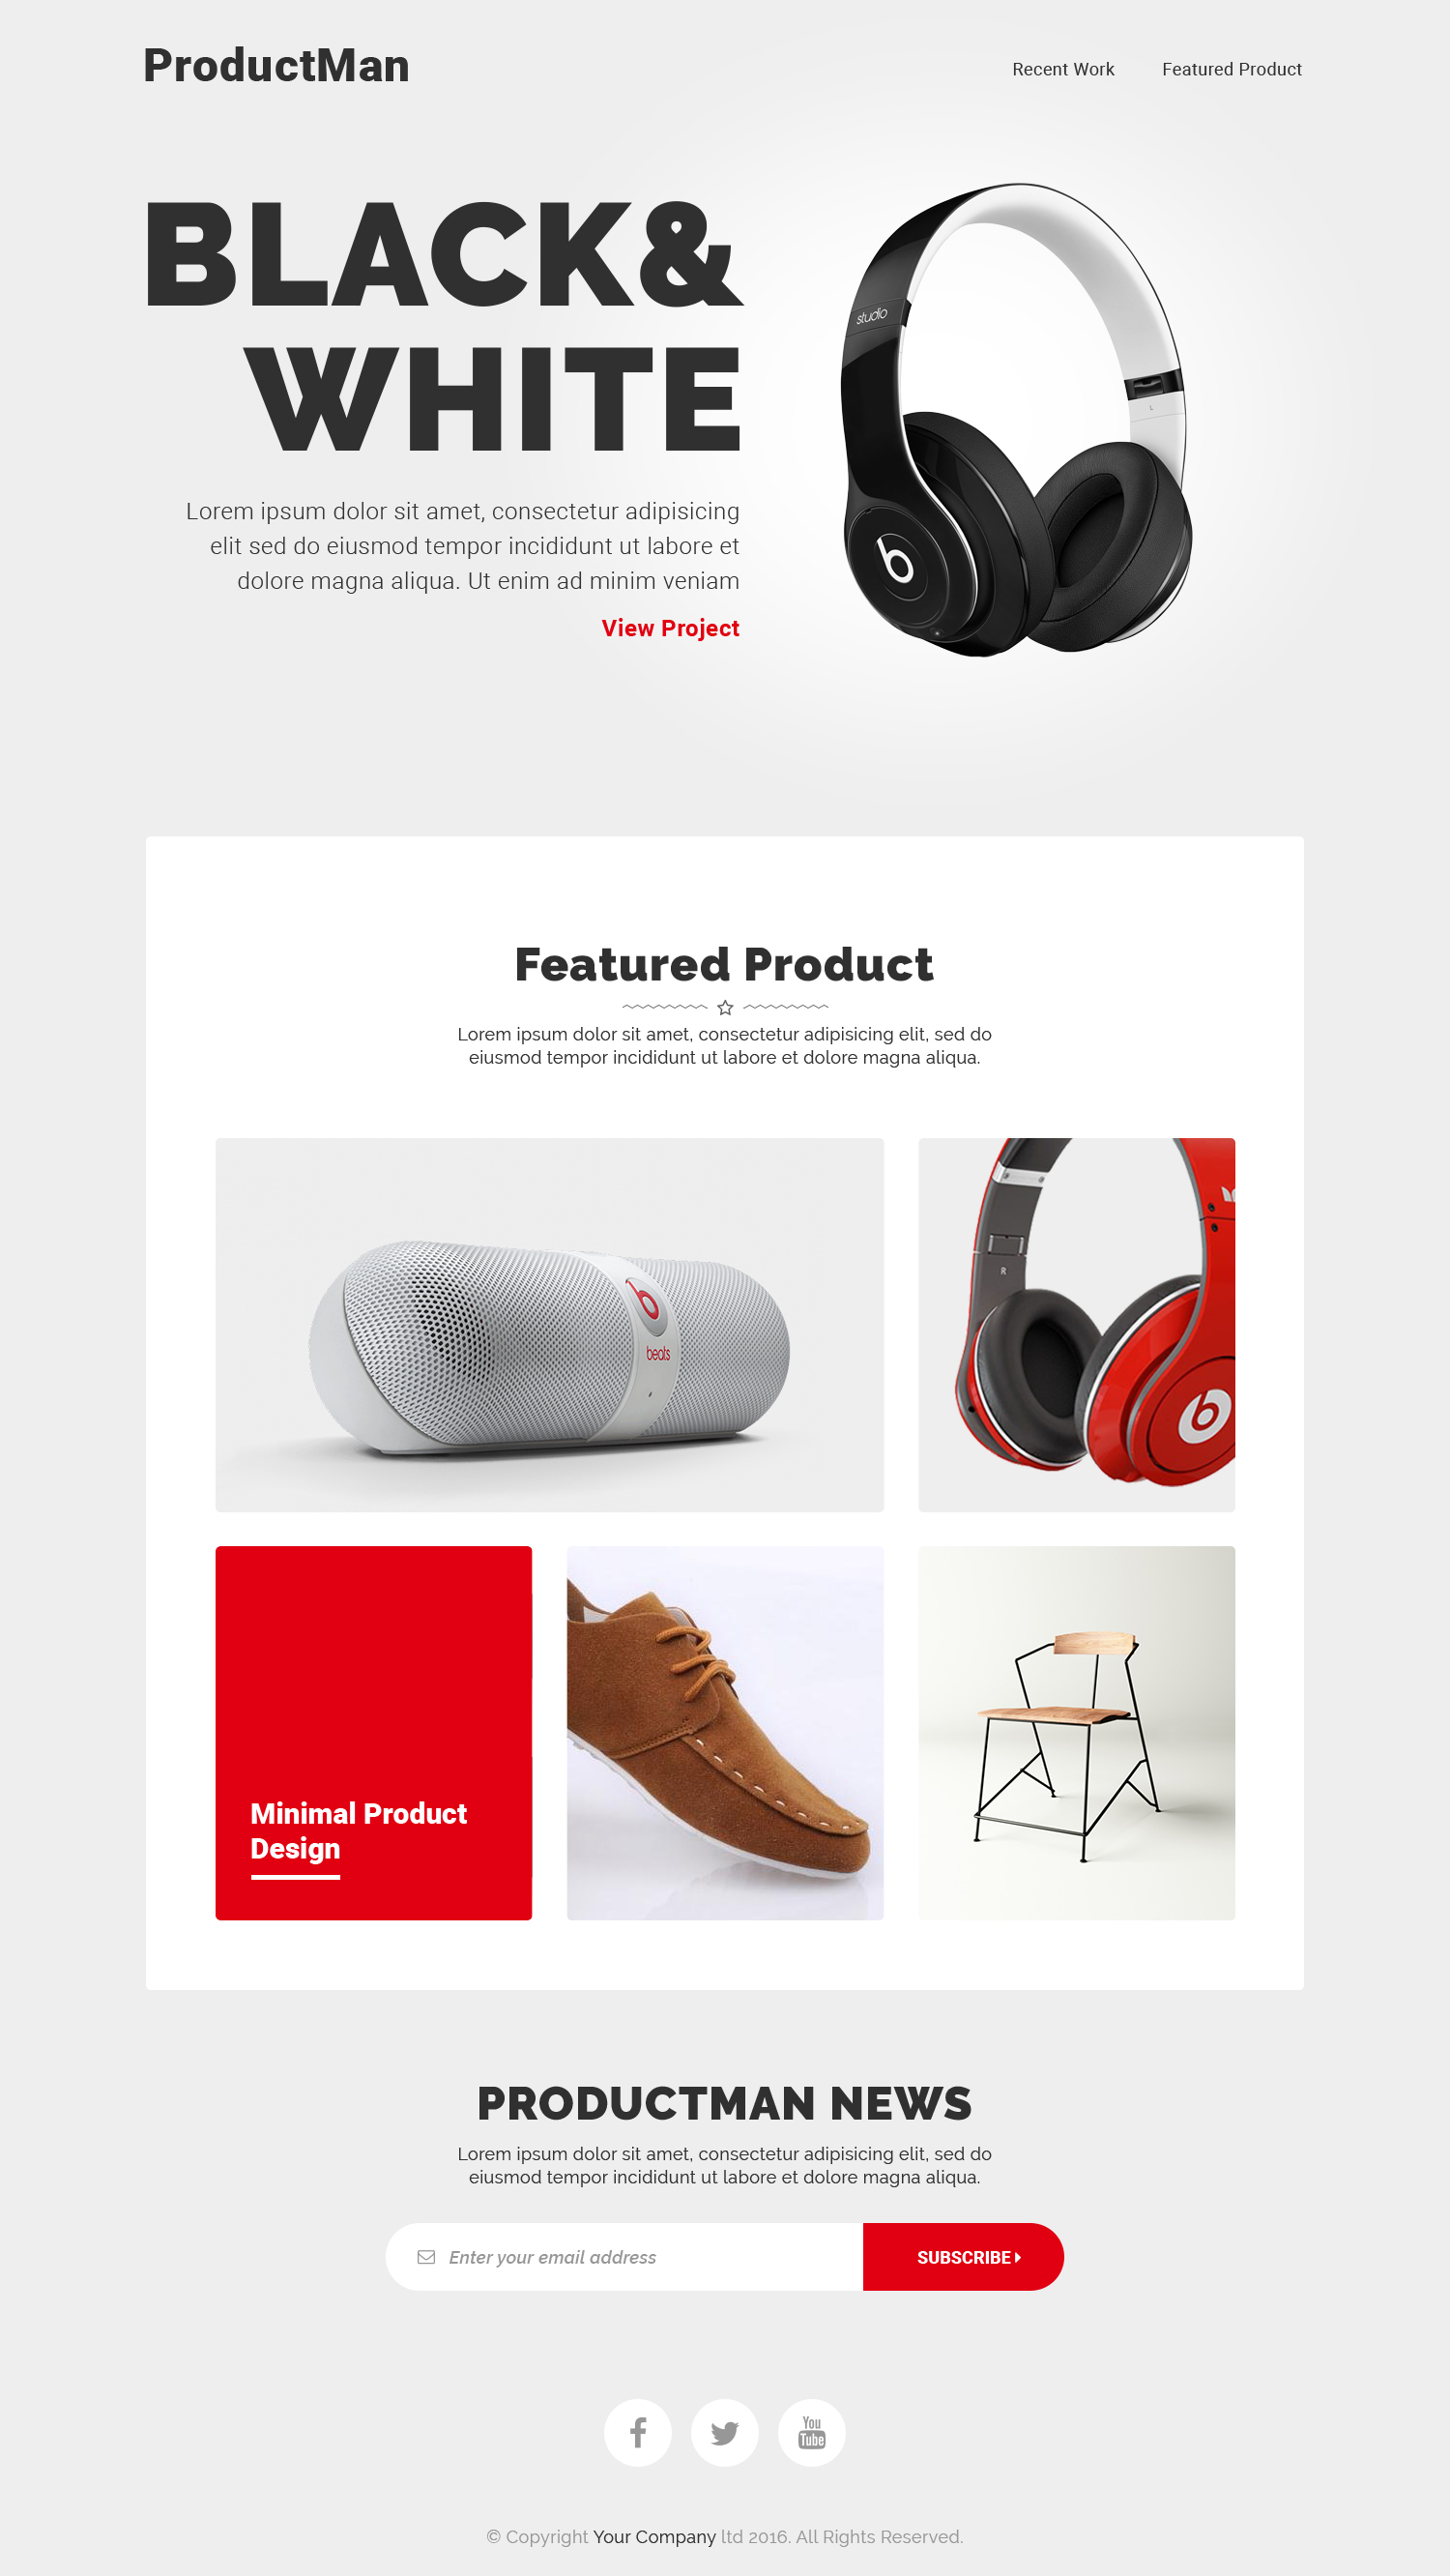 ProductMan
Recent Work Featured Product
BLACK&
WHITE
studio
L
Lorem ipsum dolor sit amet, consectetur adipisicing
elit sed do eiusmod tempor incididunt ut labore et
dolore magna aliqua. Ut enim ad minim veniam
View Project
b
Featured Product
Lorem ipsum dolor sit amet, consectetur adipisicing elit, sed do
eiusmod tempor incididunt ut labore et dolore magna aliqua.
b
beats
R
b
Minimal Product
Design
PRODUCTMAN NEWS
Lorem ipsum dolor sit amet, consectetur adipisicing elit, sed do
eiusmod tempor incididunt ut labore et dolore magna aliqua.
Enter your email address
SUBSCRIBE
You
Tube
© Copyright Your Company ltd 2016. All Rights Reserved.